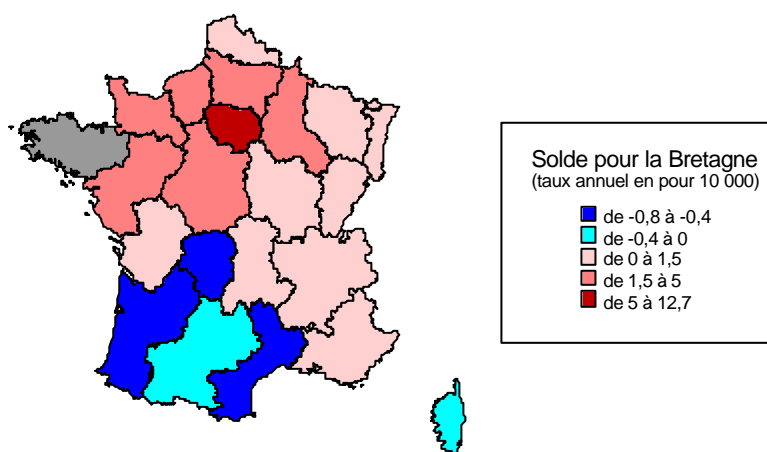 Solde pour la Bretagne
(taux annuel en pour 10 000)
de -0,8 à -0,4
de -0,4 à 0
de 0 à 1,5
de 1,5 à 5
de 5 à 12,7